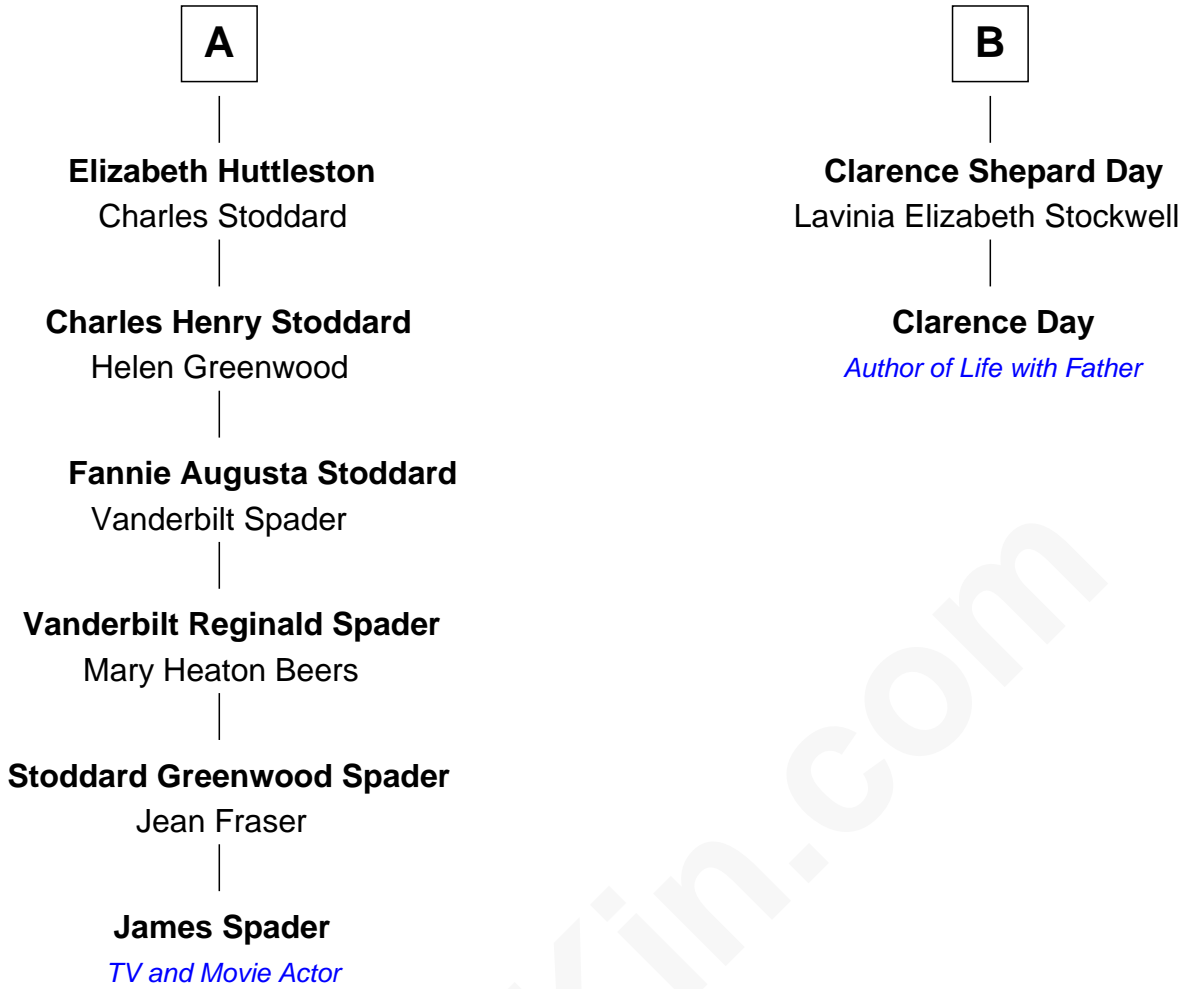 A
Elizabeth Huttleston
Charles Stoddard
Charles Henry Stoddard
Helen Greenwood
Fannie Augusta Stoddard
Vanderbilt Spader
Vanderbilt Reginald Spader
Mary Heaton Beers
Stoddard Greenwood Spader
Jean Fraser
James Spader
TV and Movie Actor
B
Clarence Shepard Day
Lavinia Elizabeth Stockwell
Clarence Day
Author of Life with Father
Kin.com